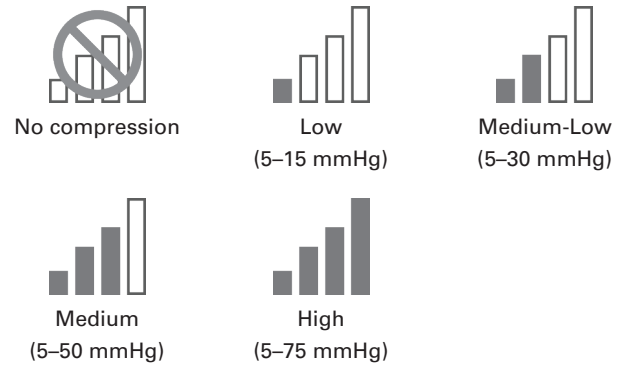 No compression
Low
(5–15 mmHg)
Medium-Low
(5–30 mmHg)
Medium
(5–50 mmHg)
High
(5–75 mmHg)